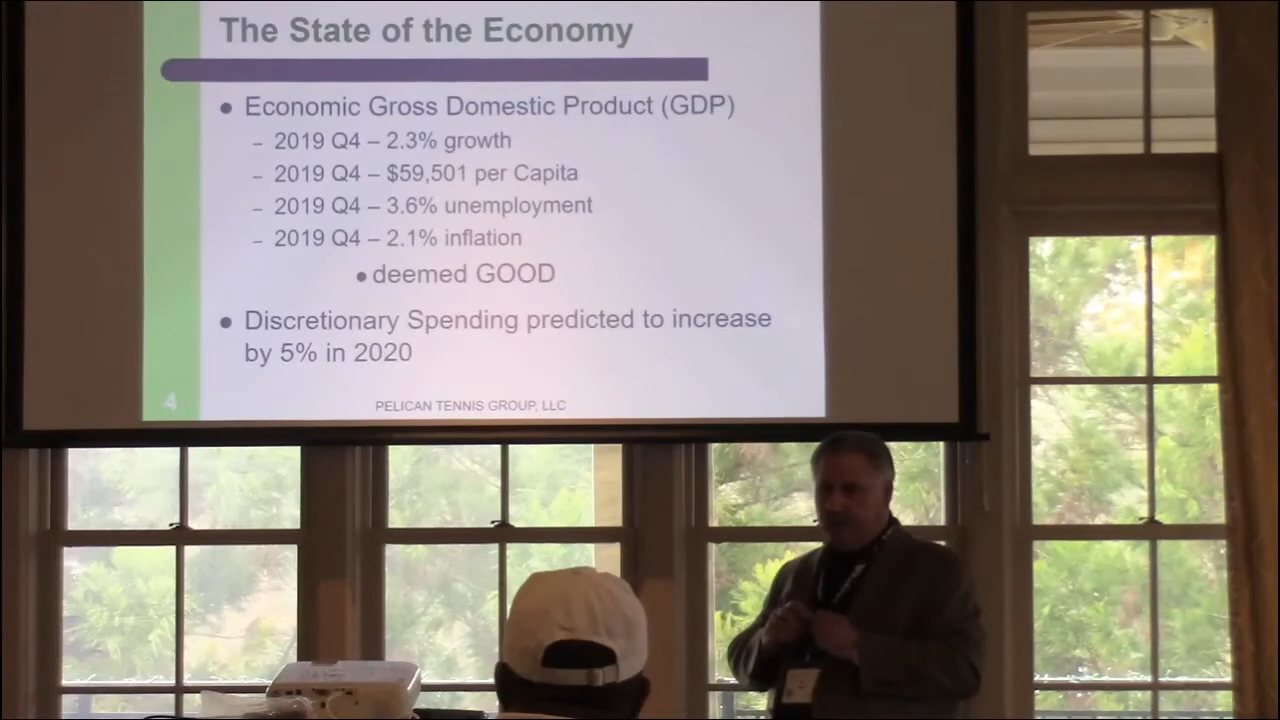 The State of the Economy
● Economic Gross Domestic Product (GDP)
– 2019 Q4 – 2.3% growth
– 2019 Q4 – $59,501 per Capita
– 2019 Q4 – 3.6% unemployment
– 2019 Q4 – 2.1% inflation
● deemed GOOD
● Discretionary Spending predicted to increase
by 5% in 2020
4
PELICAN TENNIS GROUP, LLC